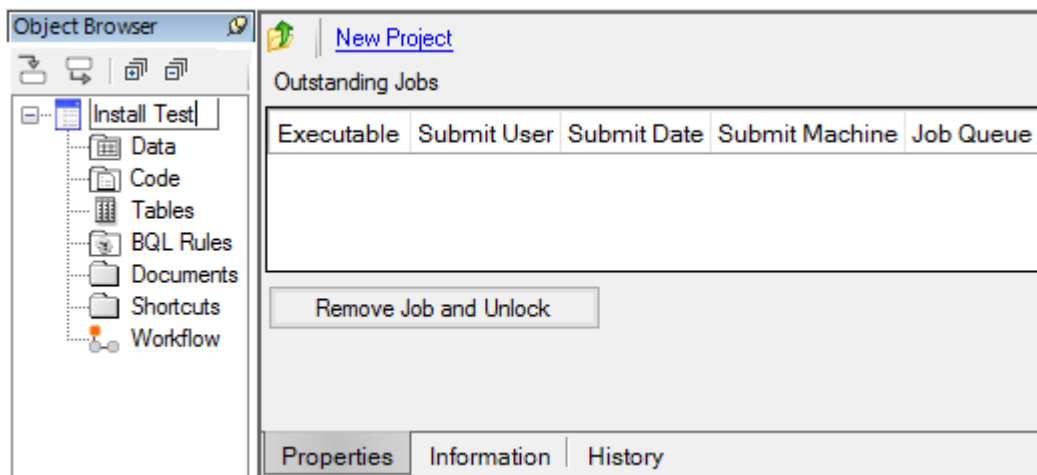 Object Browser
Install Test
Data
Code
Tables
BQL Rules
Documents
Shortcuts
Workflow
New Project
Outstanding Jobs
Executable Submit User Submit Date Submit Machine Job Queue
Remove Job and Unlock
Properties Information History